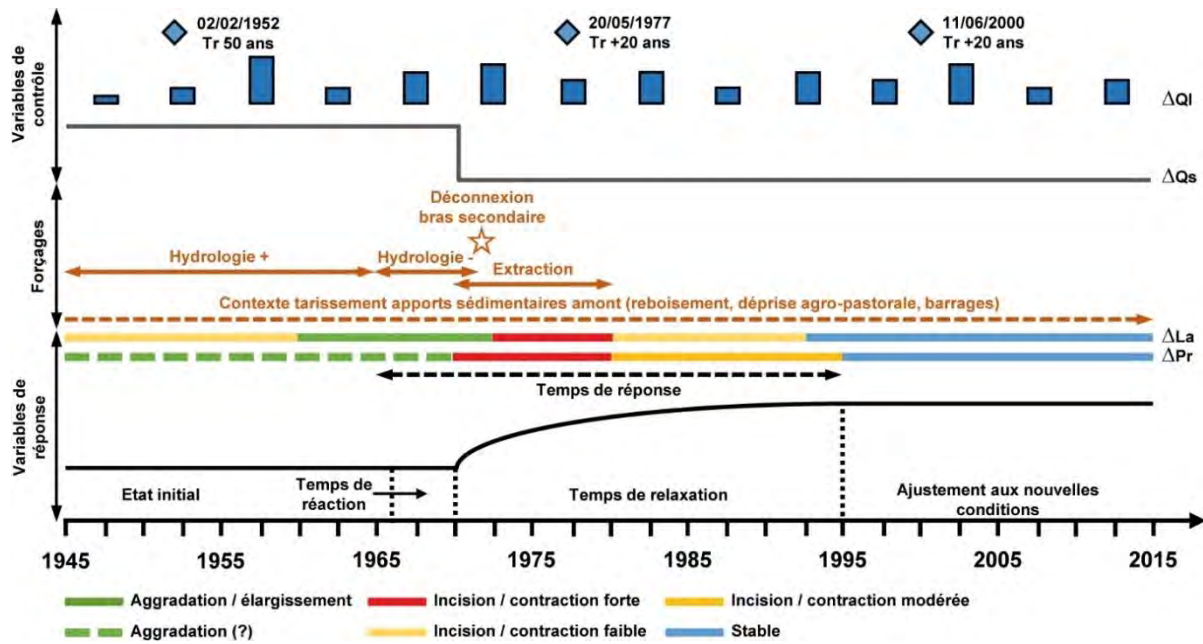 Variables de
contrôle
02/02/1952
Tr 50 ans
20/05/1977
Tr +20 ans
11/06/2000
Tr +20 ans
ΔQl
ΔQs
Forçages
Déconnexion
bras secondaire
Hydrologie +
Hydrologie -
Extraction
Contexte tarissement apports sédimentaires amont (reboisement, déprise agro-pastorale, barrages)
ΔLa
ΔPr
Variables de
réponse
Temps de réponse
Etat initial
Temps de
réaction
Temps de relaxation
Ajustement aux nouvelles
conditions
1945 1955 1965 1975 1985 1995 2005 2015
Aggradation / élargissement
Incision / contraction forte
Incision / contraction modérée
Aggradation (?)
Incision / contraction faible
Stable